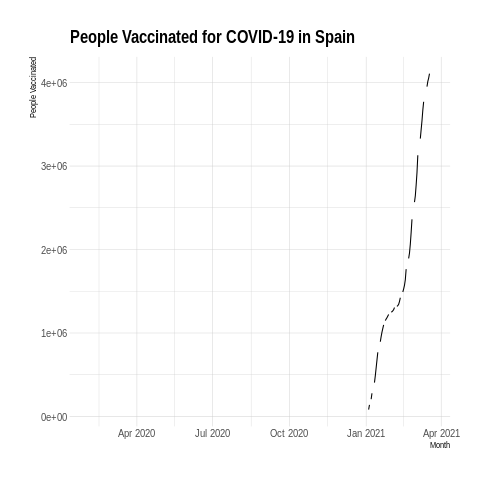 People Vaccinated for COVID-19 in Spain
People Vaccinated
4e+06
3e+06
2e+06
1e+06
0e+00
Apr 2020 Jul 2020 Oct 2020 Jan 2021 Apr 2021
Month